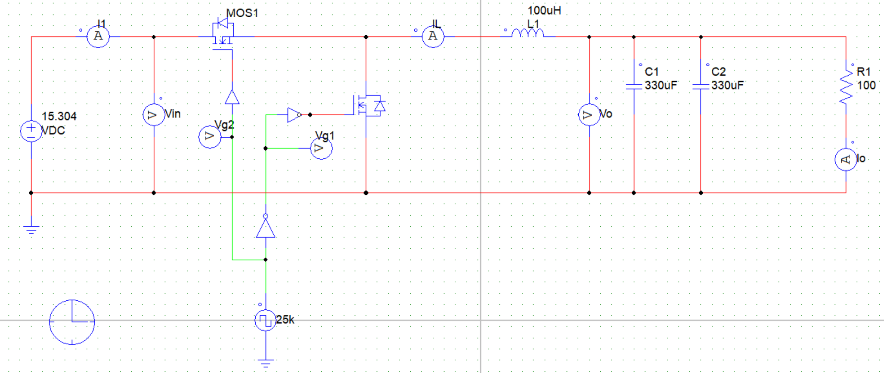 MOS1
I1
IL
100uH
L1
15.304
VDC
Vin
Vg2
Vg1
Vo
C1
330uF
C2
330uF
R1
100
Io
25k
A
A
V
V
V
V
A